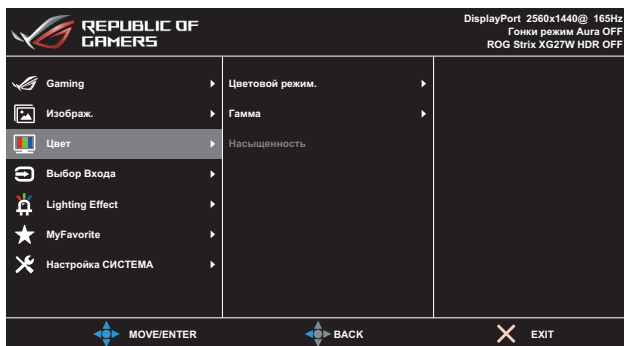 REPUBLIC OF
GAMERS
DisplayPort 2560x1440@ 165Hz
Гонки режим Aura OFF
ROG Strix XG27W HDR OFF
Gaming
Изображ.
Цвет
Выбор Входа
Lighting Effect
MyFavorite
Настройка СИСТЕМА
Цветовой режим.
Гамма
Насыщенность
MOVE/ENTER
BACK
EXIT